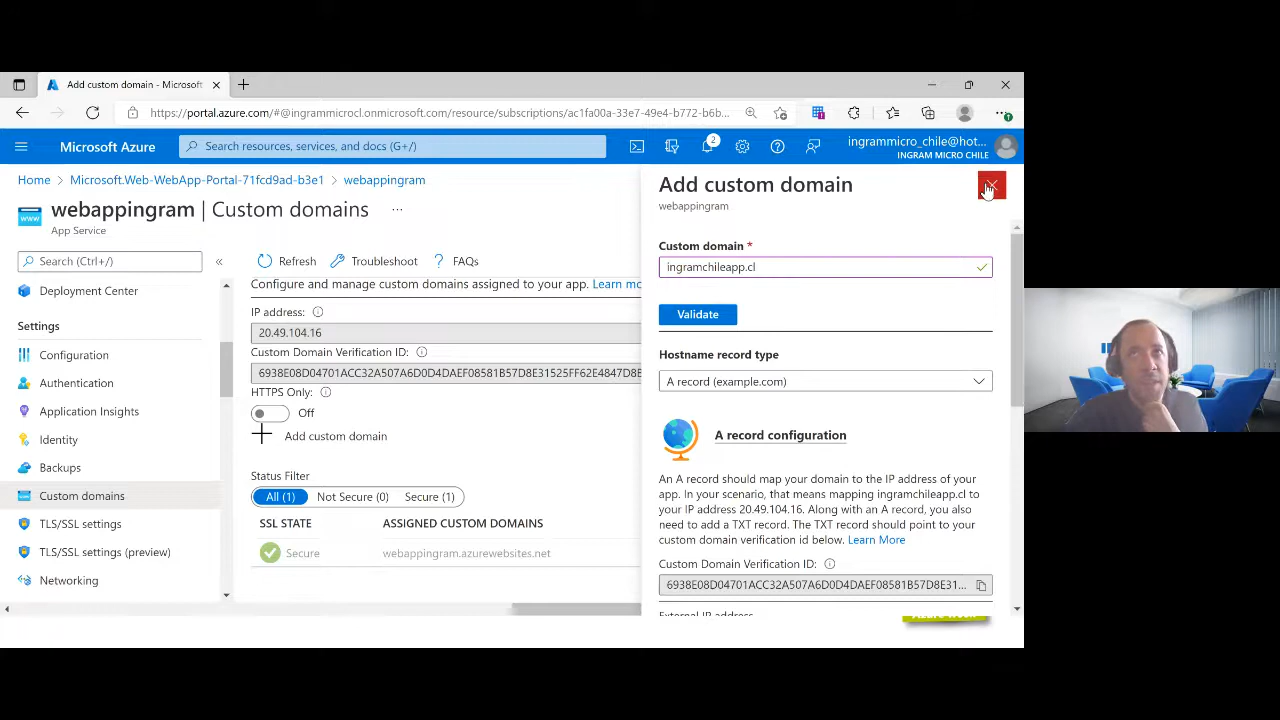 Add custom domain - Microsoft
https://portal.azure.com/#@ingrammicrocl.onmicrosoft.com/resource/subscriptions/ac1fa00a-33e7-49e4-b772-b6b...
Microsoft Azure
Search resources, services, and docs (G+/)
2
ingrammicro_chile@hot...
INGRAM MICRO CHILE
Home > Microsoft.Web-WebApp-Portal-71fcd9ad-b3e1 > webappingram
www
webappingram | Custom domains ...
App Service
Search (Ctrl+/)
«
Deployment Center
Settings
Configuration
Authentication
Application Insights
Identity
Backups
Custom domains
TLS/SSL settings
TLS/SSL settings (preview)
Networking
Refresh
Troubleshoot
? FAQs
Configure and manage custom domains assigned to your app. Learn mo
IP address:
20.49.104.16
Custom Domain Verification ID:
6938E08D04701ACC32A507A6D0D4DAEF08581B57D8E31525FF62E4847D8E
HTTPS Only:
Off
Add custom domain
Status Filter
All (1)
Not Secure (0)
Secure (1)
SSL STATE
ASSIGNED CUSTOM DOMAINS
Secure
webappingram.azurewebsites.net
Add custom domain
webappingram
Custom domain *
ingramchileapp.cl
Validate
Hostname record type
A record (example.com)
A record configuration
An A record should map your domain to the IP address of your
app. In your scenario, that means mapping ingramchileapp.cl to
your IP address 20.49.104.16. Along with an A record, you also
need to add a TXT record. The TXT record should point to your
custom domain verification id below. Learn More
Custom Domain Verification ID:
6938E08D04701ACC32A507A6D0D4DAEF08581B57D8E31...
External IP address